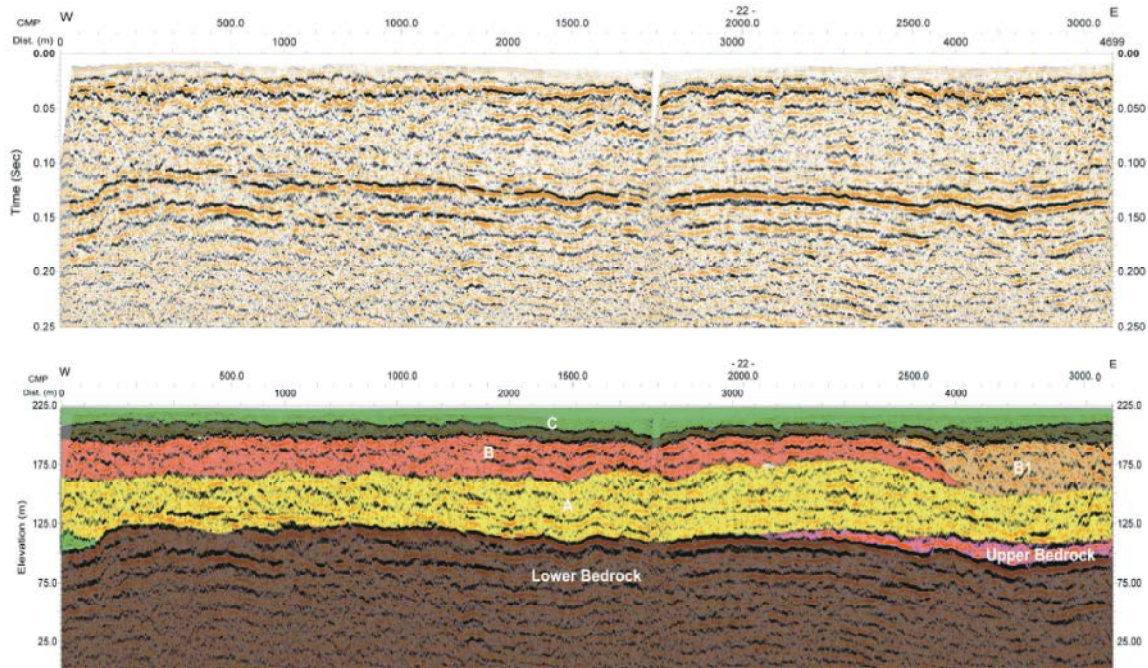 W - 22 - E
CMP 500.0 1000.0 1500.0 2000.0 2500.0 3000.0
Dist. (m) 0 1000 2000 3000 4000 4699
0.00 0.00
0.05 0.050
0.10 0.100
0.15 0.150
0.20 0.200
0.25 0.250
Time (Sec)
W - 22 - E
CMP 500.0 1000.0 1500.0 2000.0 2500.0 3000.0
Dist. (m) 0 1000 2000 3000 4000
225.0 225.0
C
B
175.0 B1 175.0
A
125.0 125.0
Upper Bedrock
Lower Bedrock
75.0 75.00
25.0 25.00
Elevation (m)